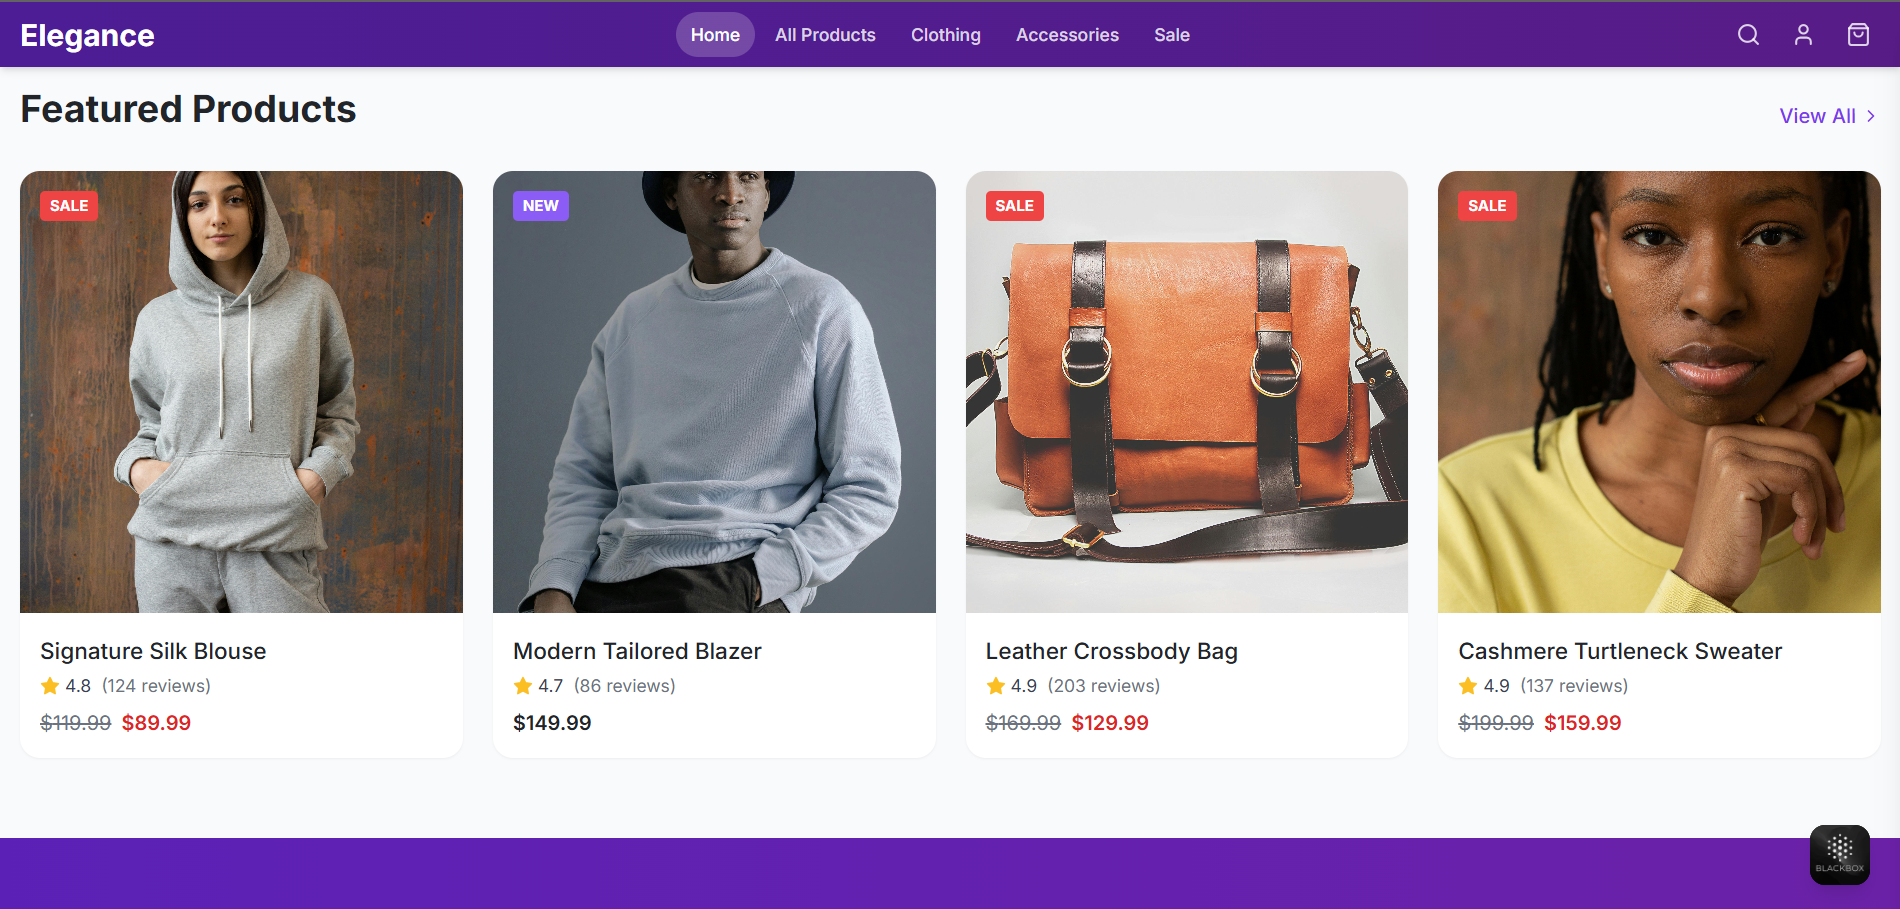 Elegance
Home
All Products
Clothing
Accessories
Sale
Featured Products
View All
SALE
Signature Silk Blouse
4.8 (124 reviews)
$119.99 $89.99
NEW
Modern Tailored Blazer
4.7 (86 reviews)
$149.99
SALE
Leather Crossbody Bag
4.9 (203 reviews)
$169.99 $129.99
SALE
Cashmere Turtleneck Sweater
4.9 (137 reviews)
$199.99 $159.99
BLACKBOX